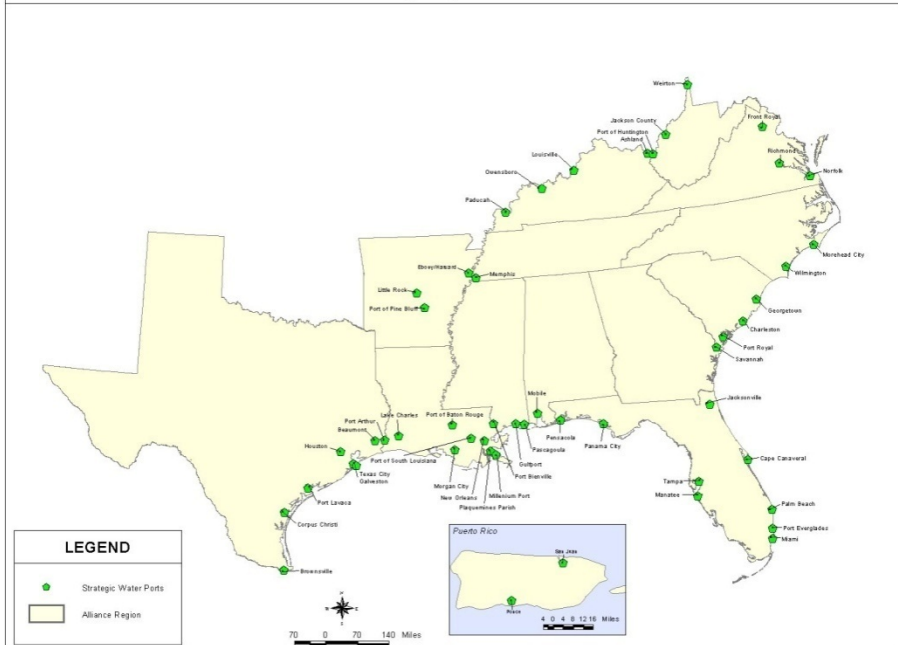 Weirton
Jackson County
Port of Huntington
Ashland
Front Royal
Richmond
Norfolk
Louisville
Owensboro
Paducah
Morehead City
Wilmington
Memphis
Little Rock
Port of Pine Bluff
Georgetown
Charleston
Port Royal
Savannah
Jacksonville
Mobile
Port of Baton Rouge
Lake Charles
Port Arthur
Beaumont
Houston
Pensacola
Panama City
Pascagoula
Gulfport
Port of South Louisiana
Texas City
Galveston
Morgan City
New Orleans
Plaquemines Parish
Millenium Port
Port Bienville
Cape Canaveral
Tampa
Manatee
Palm Beach
Port Everglades
Miami
Port Lavaca
Corpus Christi
Brownsville
Puerto Rico
San Juan
Ponce
4 0 4 8 12 16
Miles
LEGEND
Strategic Water Ports
Alliance Region
N
W E
S
70 0 70 140
Miles